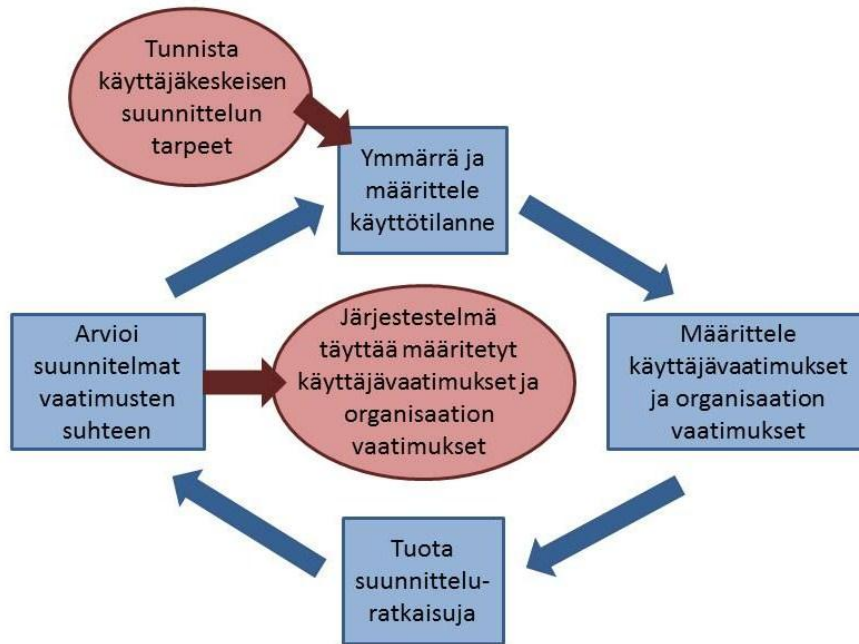 Tunnista
käyttäjäkeskeisen
suunnittelun
tarpeet
Ymmärrä ja
määrittele
käyttötilanne
Määrittele
käyttäjävaatimukset
ja organisaation
vaatimukset
Tuota
suunnittelu-
ratkaisuja
Arvioi
suunnitelmat
vaatimusten
suhteen
Järjestestelmä
täyttää määritetyt
käyttäjävaatimukset ja
organisaation
vaatimukset